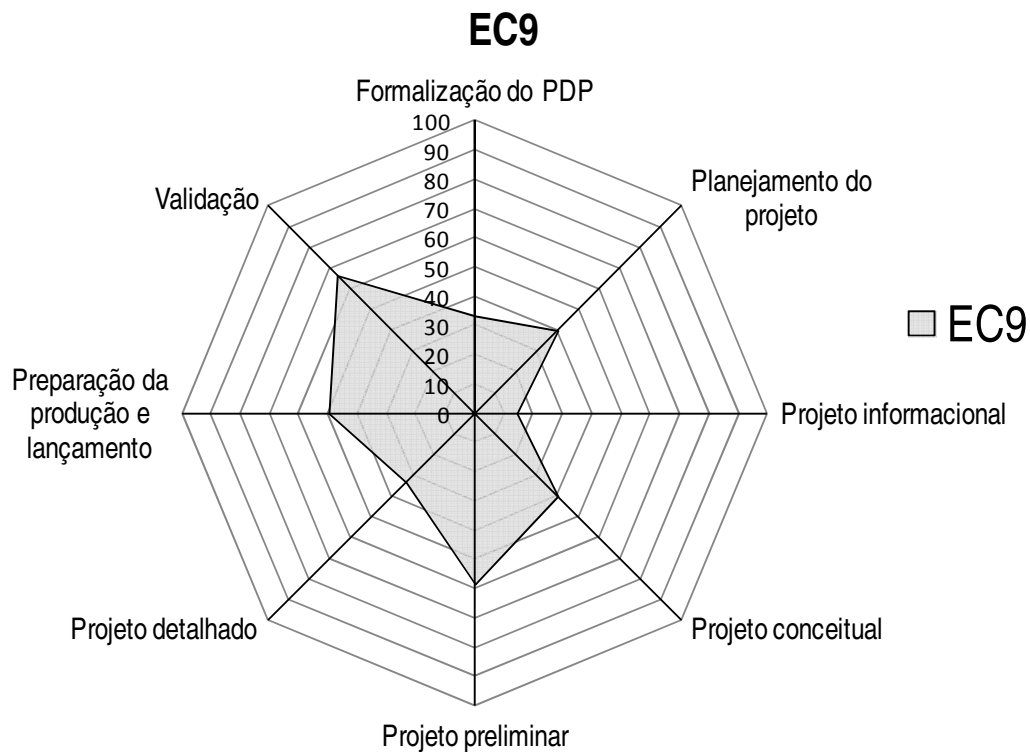 EC9
Formalização do PDP
100
90
80
70
60
50
40
30
20
10
0
Planejamento do
projeto
Projeto informacional
Projeto conceitual
Projeto preliminar
Projeto detalhado
Preparação da
produção e
lançamento
Validação
EC9